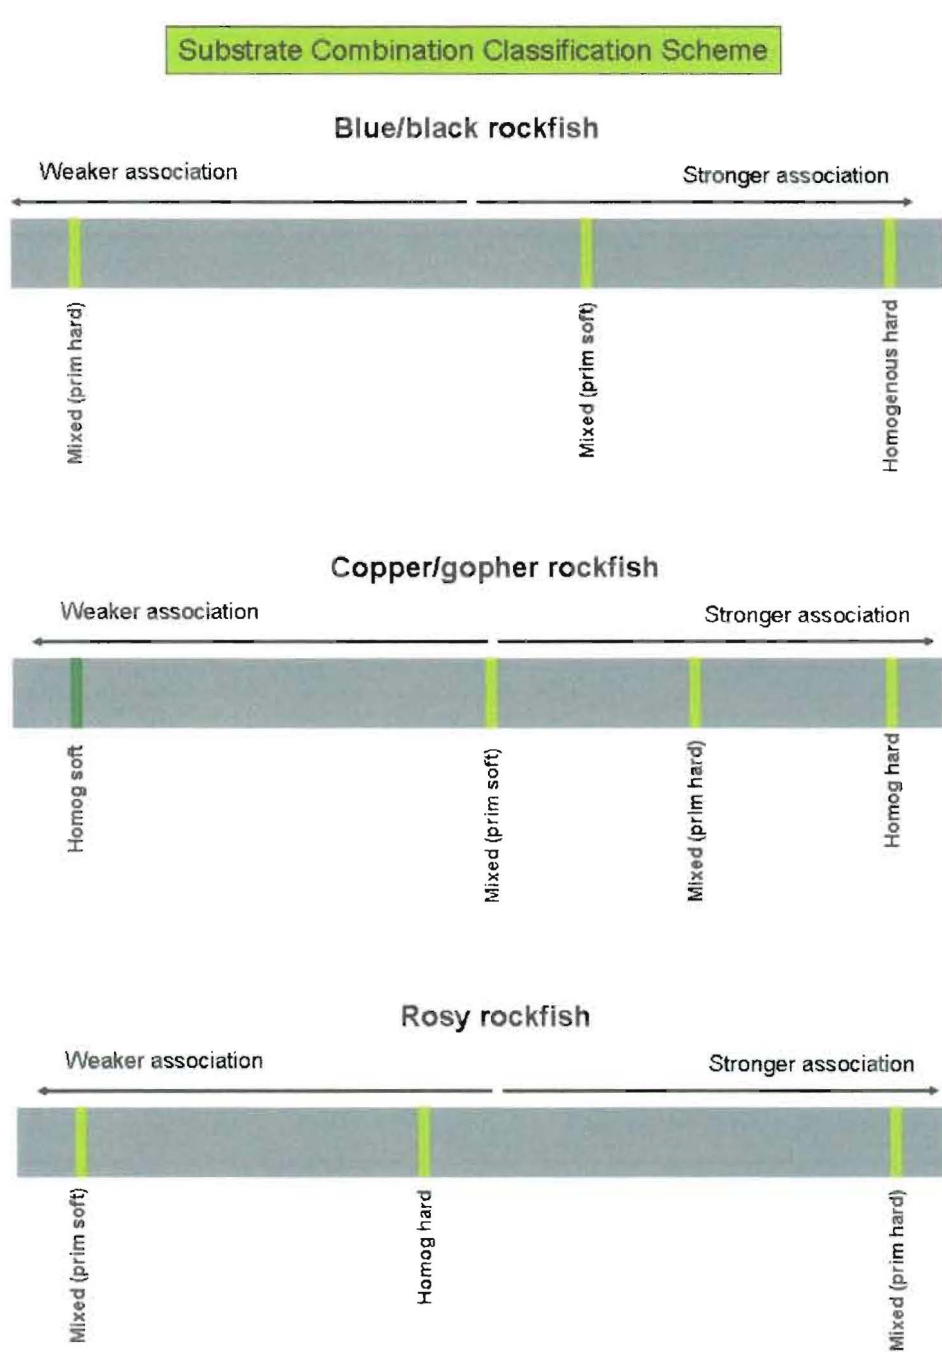 Substrate Combination Classification Scheme
Blue/black rockfish
Weaker association
Stronger association
Mixed (prim hard)
Mixed (prim soft)
Homogenous hard
Copper/gopher rockfish
Weaker association
Stronger association
Homog soft
Mixed (prim soft)
Mixed (prim hard)
Homog hard
Rosy rockfish
Weaker association
Stronger association
Mixed (prim soft)
Homog hard
Mixed (prim hard)